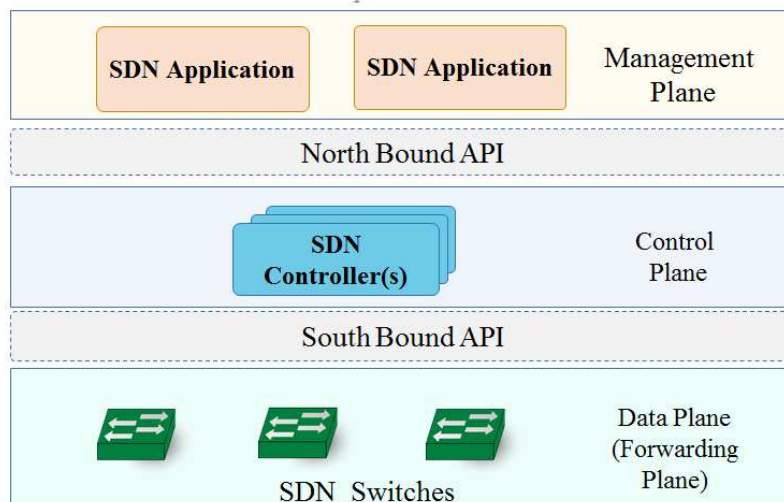 SDN Application
SDN Application
Management
Plane
North Bound API
SDN
Controller(s)
Control
Plane
South Bound API
Data Plane
(Forwarding
Plane)
SDN Switches